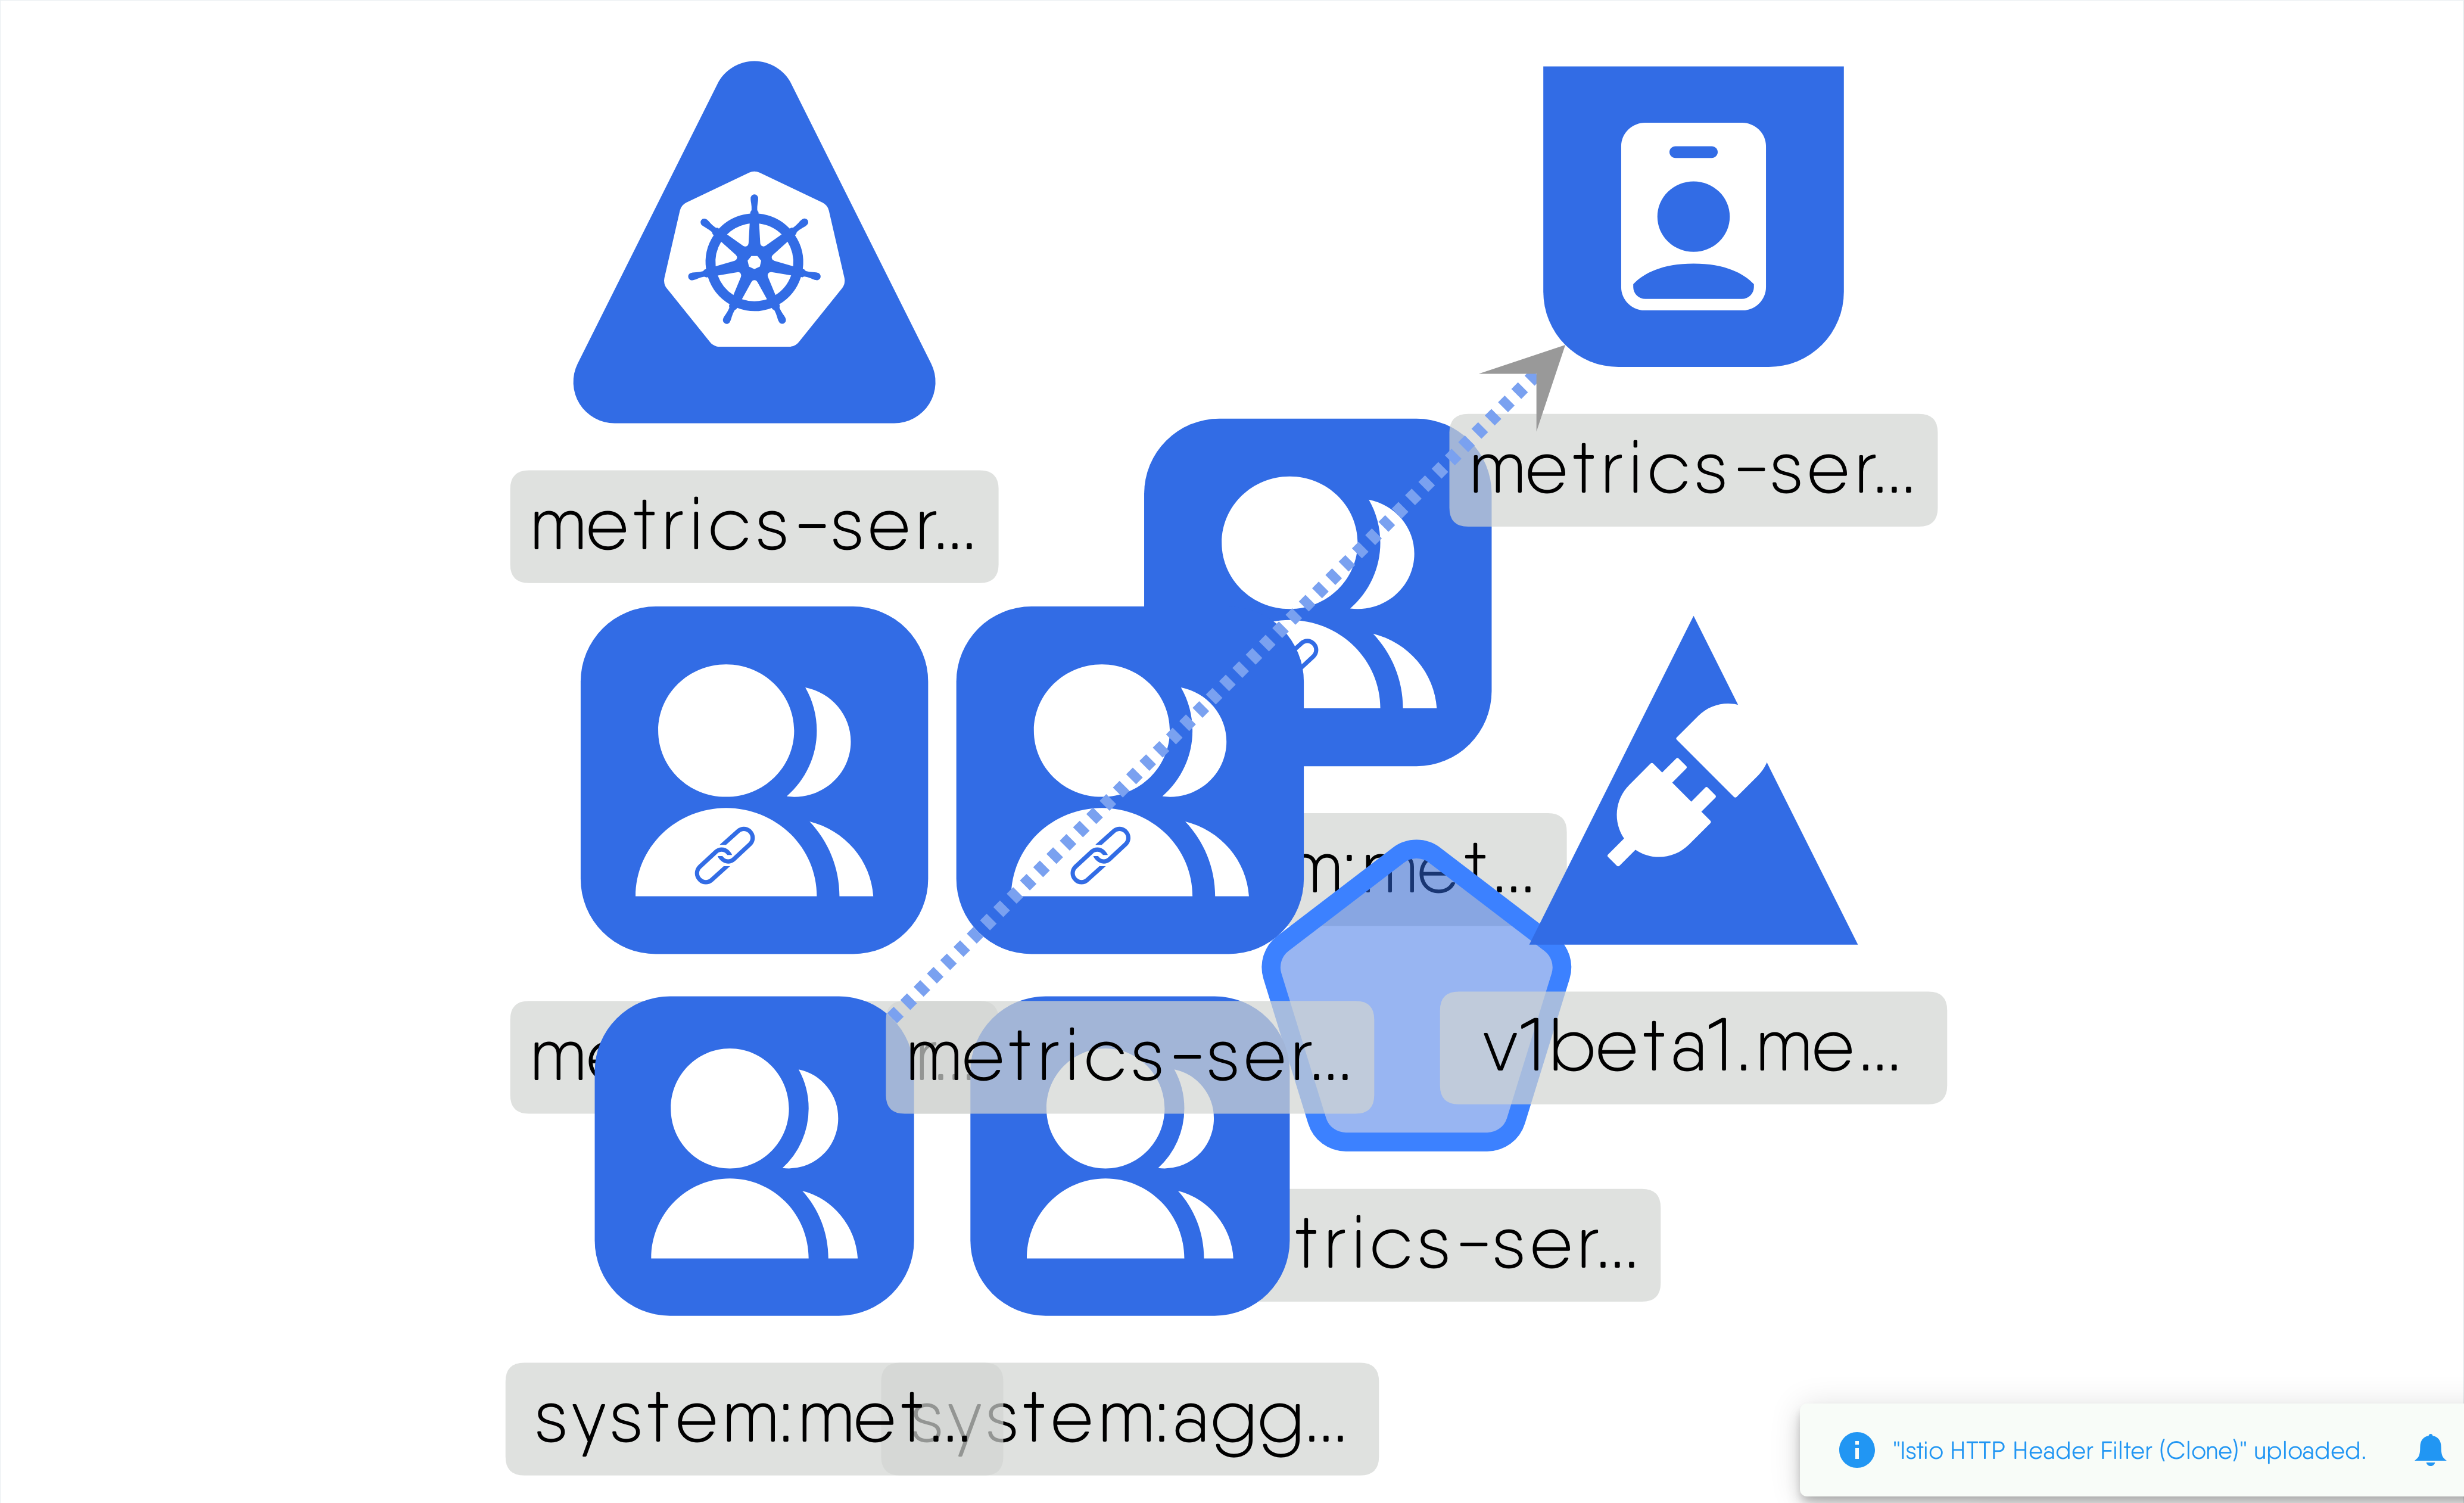 metrics-ser...
metrics-ser...
m:met...
metrics-ser...
v1beta1.me...
trics-ser...
system:met...
system:agg...
"Istio HTTP Header Filter (Clone)" uploaded.